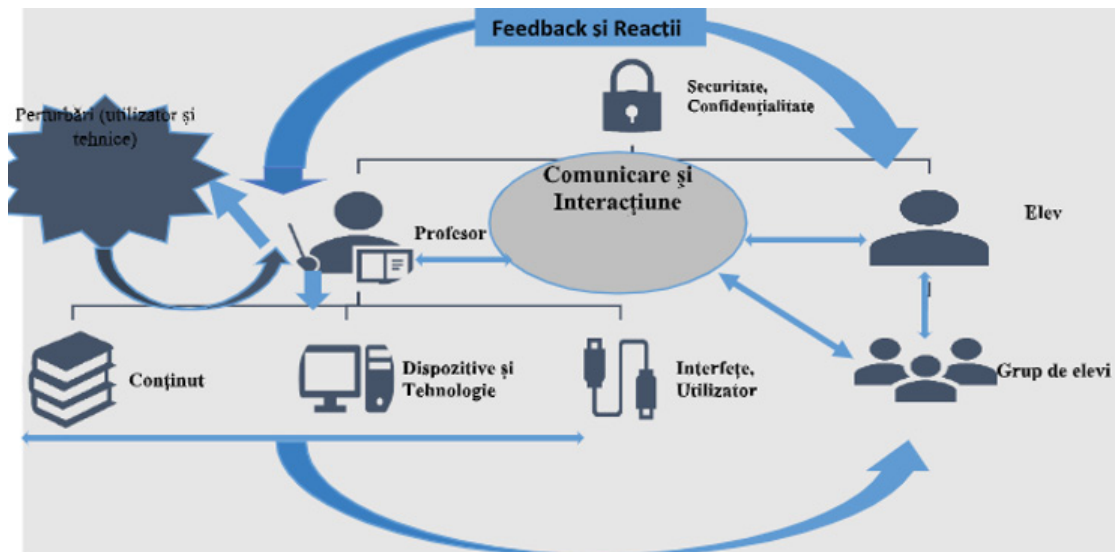 Feedback și Reacții
Securitate,
Confidențialitate
Perturbări (utilizator și
tehnice)
Comunicare și
Interacțiune
Profesor
Elev
Conținut
Dispozitive și
Tehnologie
Interfețe,
Utilizator
Grup de elevi